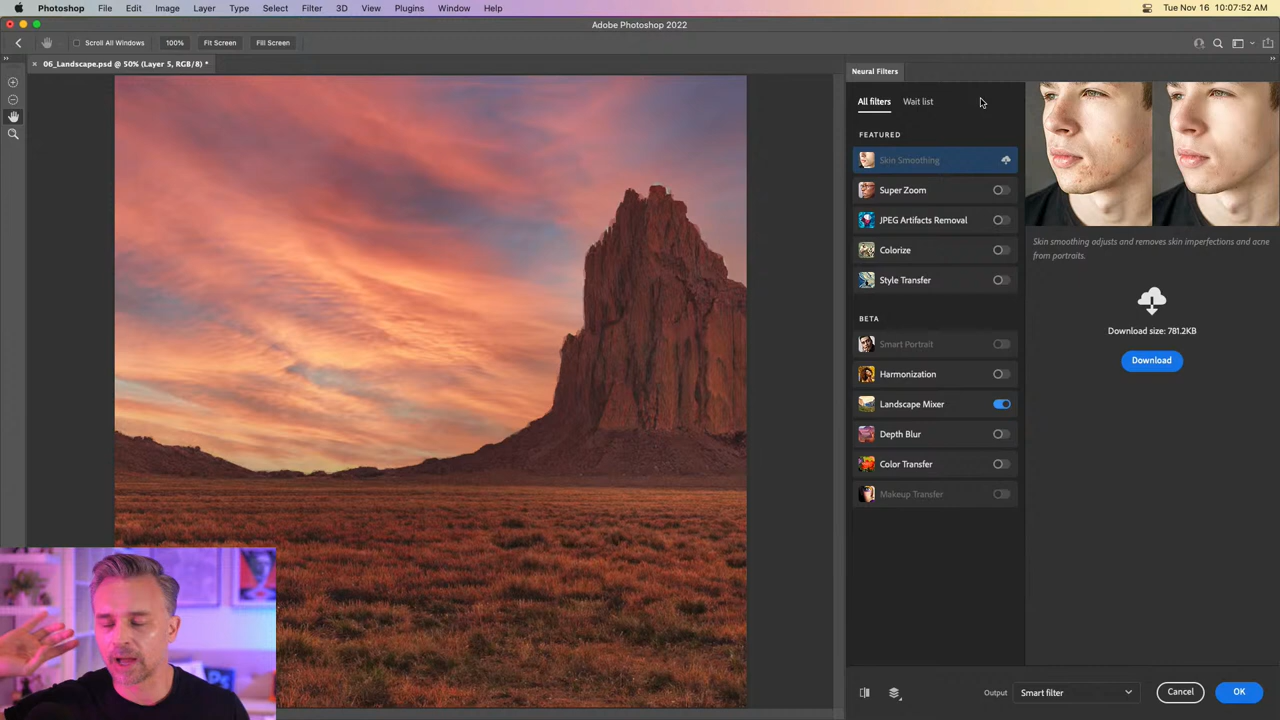 Photoshop File Edit Image Layer Type Select Filter 3D View Plugins Window Help
Tue Nov 16 10:07:52 AM
Adobe Photoshop 2022
Scroll All Windows 100% Fit Screen Fill Screen
06_Landscape.psd @ 50% (Layer 5, RGB/8) *
Neural Filters
All filters Wait list
FEATURED
Skin Smoothing
Super Zoom
JPEG Artifacts Removal
Colorize
Style Transfer
BETA
Smart Portrait
Harmonization
Landscape Mixer
Depth Blur
Color Transfer
Makeup Transfer
Skin smoothing adjusts and removes skin imperfections and acne
from portraits.
Download size: 781.2KB
Download
Output Smart filter Cancel OK